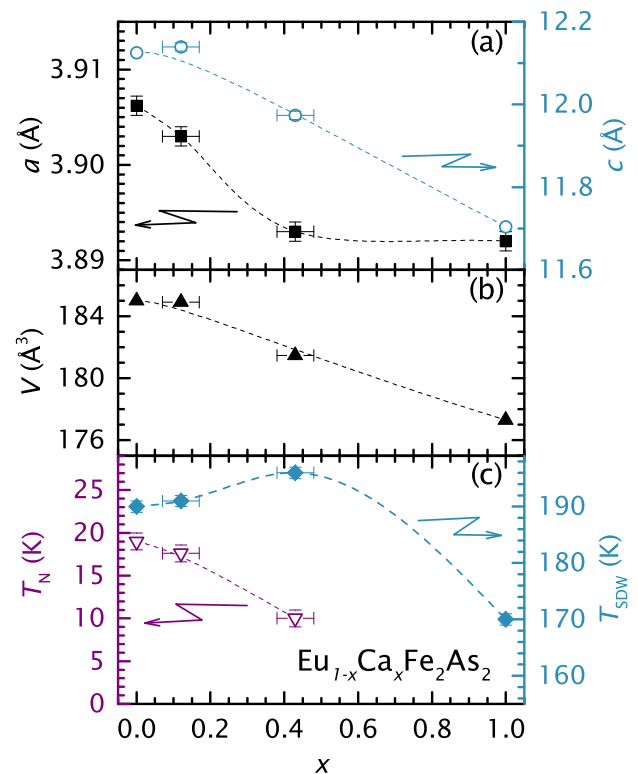 (a)
3.91
3.90
3.89
a (Å)
12.2
12.0
11.8
11.6
c (Å)
(b)
184
180
176
V (Å³)
(c)
25
20
15
10
5
0
T_N (K)
190
180
170
160
T_SDW (K)
Eu₁₋ₓCaₓFe₂As₂
0.0 0.2 0.4 0.6 0.8 1.0
x